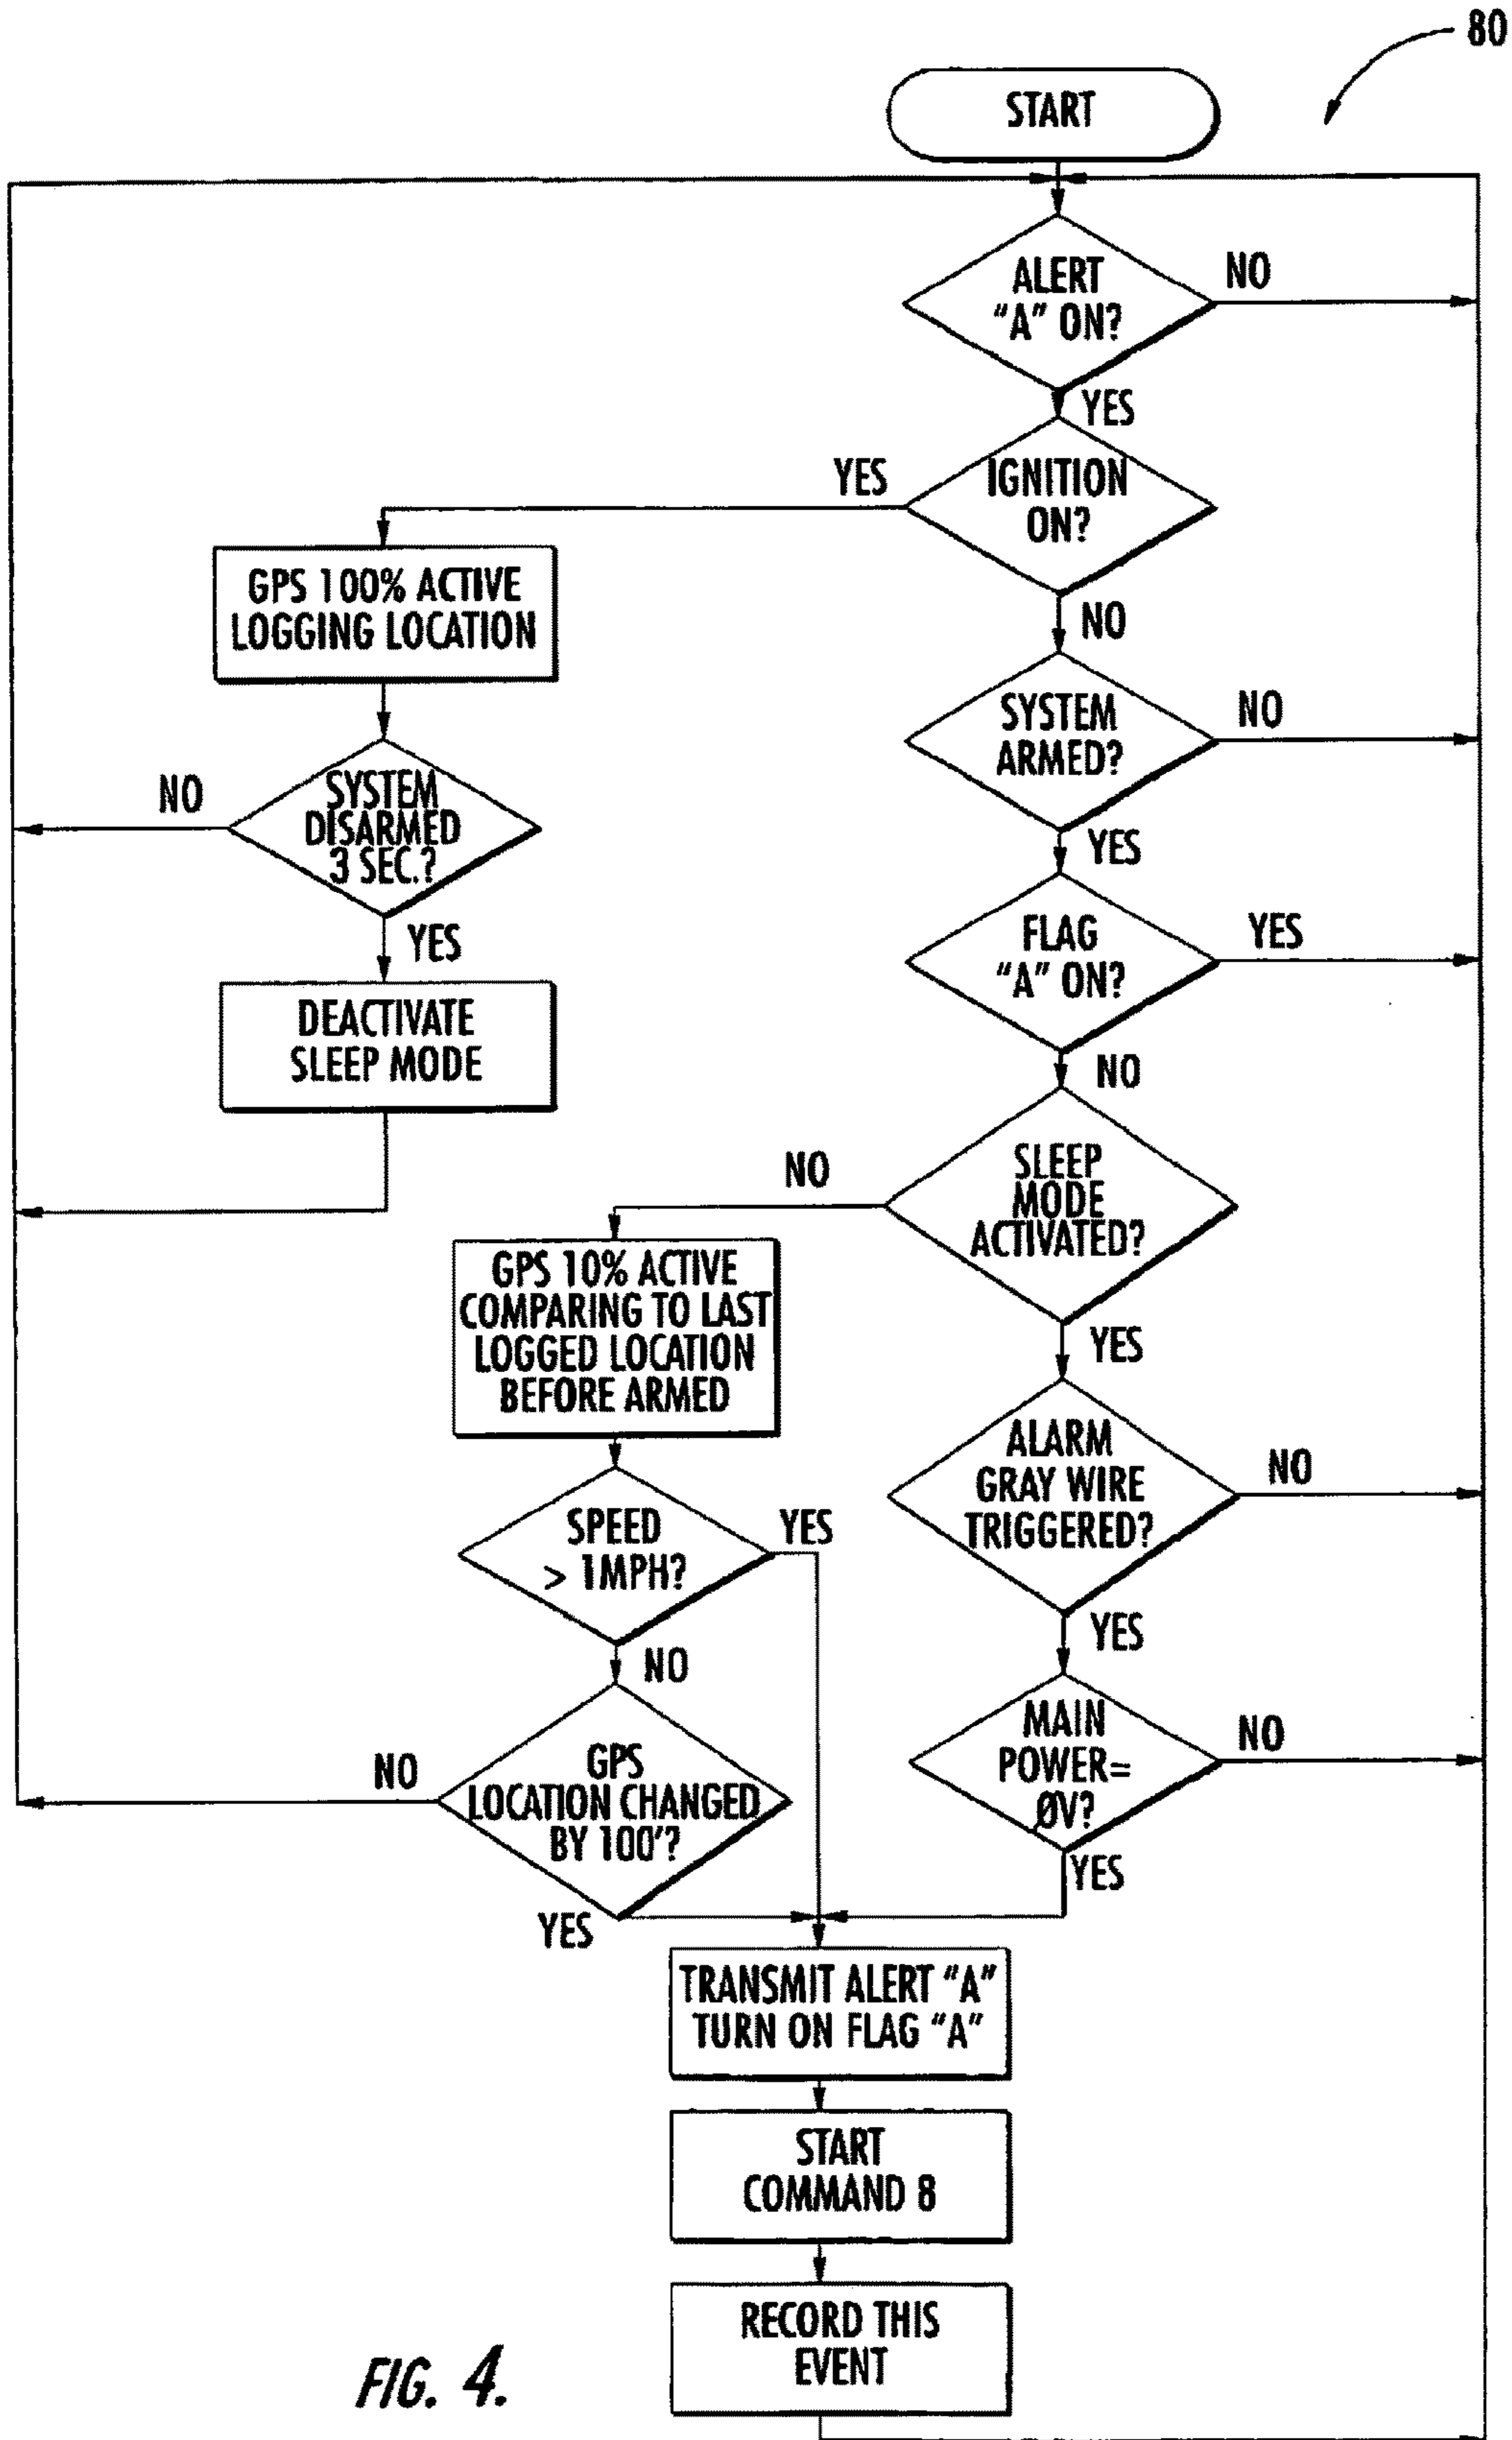 80
START
ALERT
"A" ON?
NO
YES
IGNITION
ON?
YES
NO
GPS 100% ACTIVE
LOGGING LOCATION
SYSTEM
ARMED?
NO
YES
SYSTEM
DISARMED
3 SEC.?
NO
YES
FLAG
"A" ON?
YES
NO
DEACTIVATE
SLEEP MODE
SLEEP
MODE
ACTIVATED?
NO
YES
GPS 10% ACTIVE
COMPARING TO LAST
LOGGED LOCATION
BEFORE ARMED
ALARM
GRAY WIRE
TRIGGERED?
NO
YES
SPEED
> 1MPH?
YES
NO
MAIN
POWER=
ØV?
NO
YES
GPS
LOCATION CHANGED
BY 100'?
NO
YES
TRANSMIT ALERT "A"
TURN ON FLAG "A"
START
COMMAND 8
RECORD THIS
EVENT
FIG. 4.